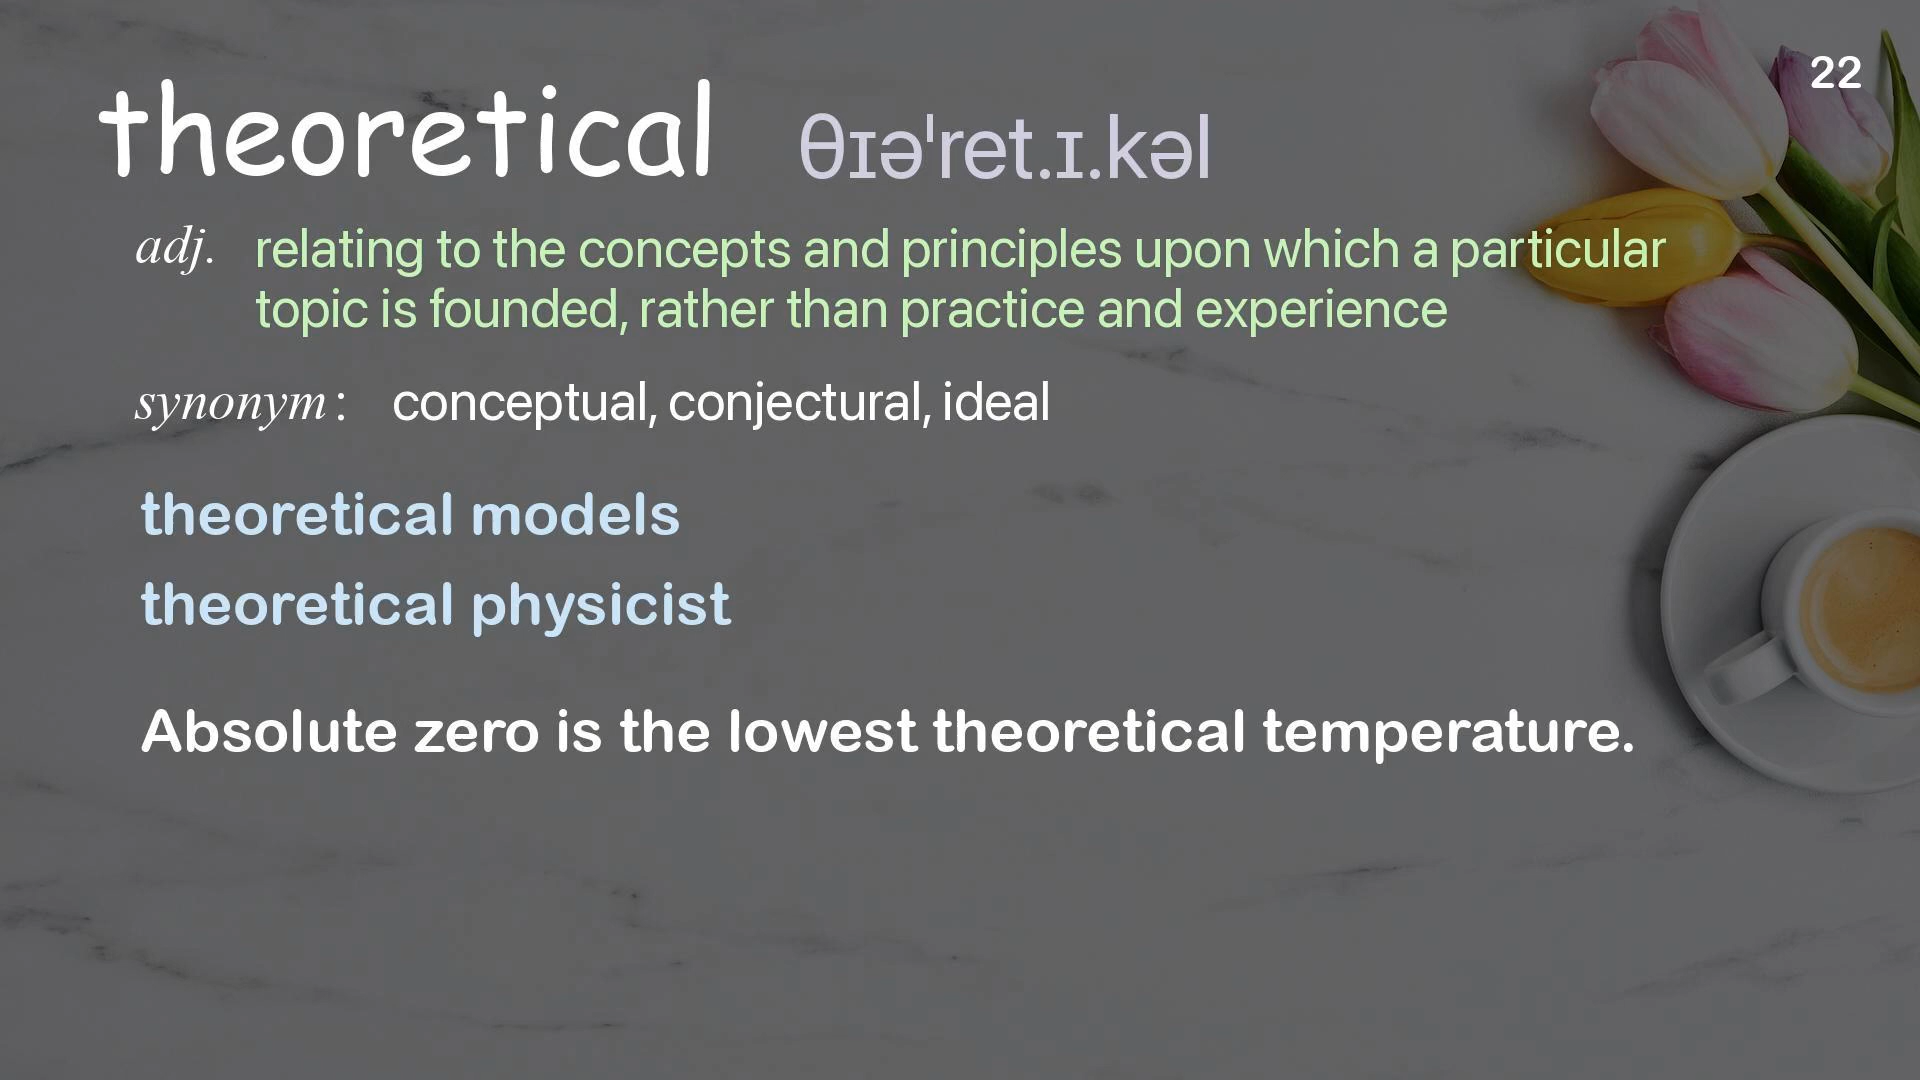 22
theoretical θɪəˈret.ɪ.kəl
adj. relating to the concepts and principles upon which a particular
topic is founded, rather than practice and experience
synonym : conceptual, conjectural, ideal
theoretical models
theoretical physicist
Absolute zero is the lowest theoretical temperature.